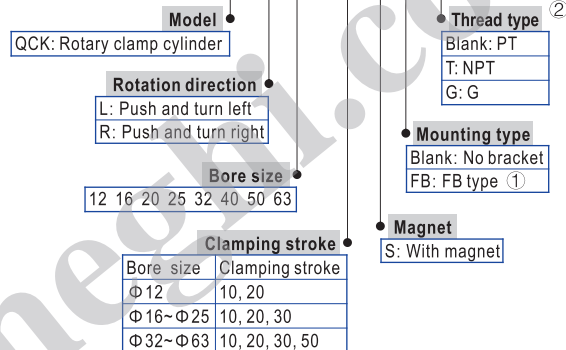 ②
Model
QCK: Rotary clamp cylinder
Thread type
Blank: PT
T: NPT
G: G
Rotation direction
L: Push and turn left
R: Push and turn right
Mounting type
Blank: No bracket
FB: FB type ①
Bore size
12 16 20 25 32 40 50 63
Magnet
S: With magnet
Clamping stroke
Bore size Clamping stroke
Φ12 10, 20
Φ16~Φ25 10, 20, 30
Φ32~Φ63 10, 20, 30, 50
neghi.co